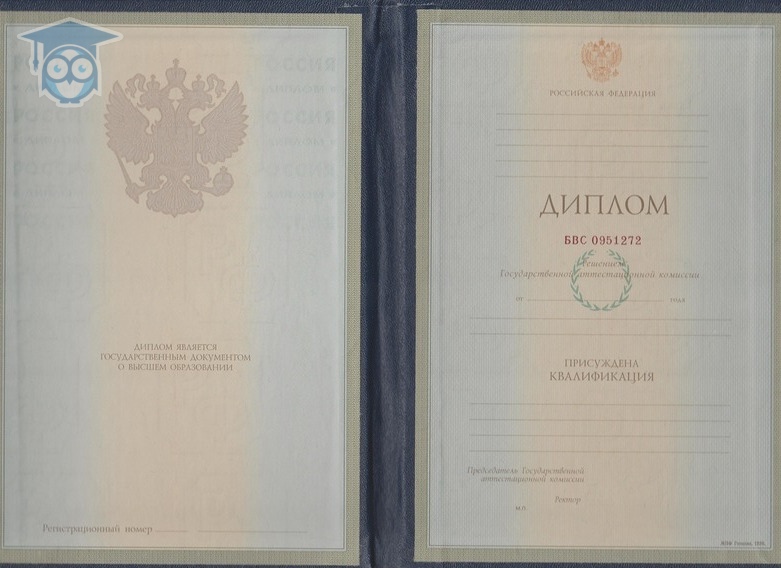 ДИПЛОМ ЯВЛЯЕТСЯ
ГОСУДАРСТВЕННЫМ ДОКУМЕНТОМ
О ВЫСШЕМ ОБРАЗОВАНИИ
Регистрационный номер
РОССИЙСКАЯ ФЕДЕРАЦИЯ
ДИПЛОМ
БВС 0951272
Решением
Государственной аттестационной комиссии
от года
ПРИСУЖДЕНА
КВАЛИФИКАЦИЯ
Председатель Государственной
аттестационной комиссии
Ректор
М.П.